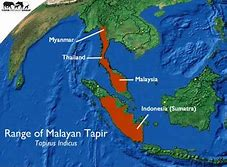 Myanmar
Thailand
Malaysia
Indonesia (Sumatra)
Range of Malayan Tapir
Tapirus Indicus